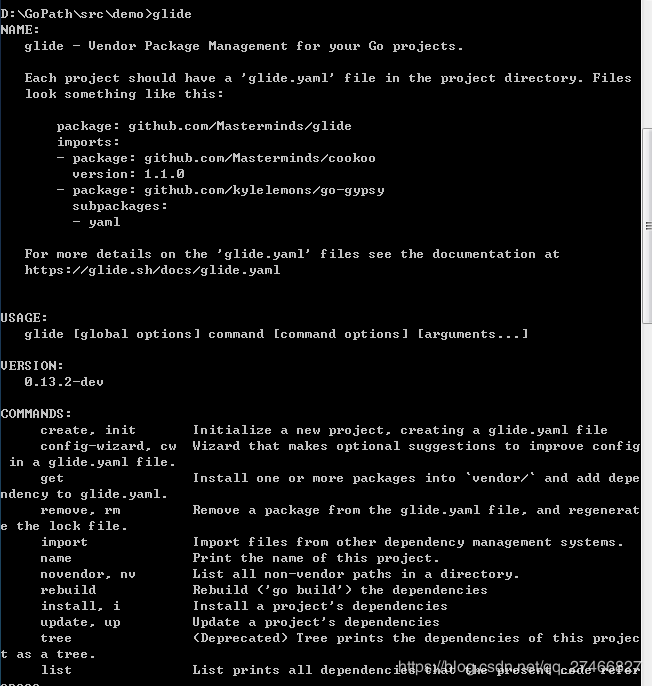 D:\GoPath\src\demo>glide
NAME:
glide - Vendor Package Management for your Go projects.
Each project should have a 'glide.yaml' file in the project directory. Files
look something like this:
package: github.com/Masterminds/glide
imports:
- package: github.com/Masterminds/cookoo
version: 1.1.0
- package: github.com/kylelemons/go-gypsy
subpackages:
- yaml
For more details on the 'glide.yaml' files see the documentation at
https://glide.sh/docs/glide.yaml
USAGE:
glide [global options] command [command options] [arguments...]
VERSION:
0.13.2-dev
COMMANDS:
create, init Initialize a new project, creating a glide.yaml file
config-wizard, cw Wizard that makes optional suggestions to improve config
in a glide.yaml file.
get Install one or more packages into `vendor/` and add depe
ndency to glide.yaml.
remove, rm Remove a package from the glide.yaml file, and regenerat
e the lock file.
import Import files from other dependency management systems.
name Print the name of this project.
novendor, nv List all non-vendor paths in a directory.
rebuild Rebuild ('go build') the dependencies
install, i Install a project's dependencies
update, up Update a project's dependencies
tree (Deprecated) Tree prints the dependencies of this projec
t as a tree.
list List prints all dependencies that the present code refer
https://blog.csdn.net/qq_27466827